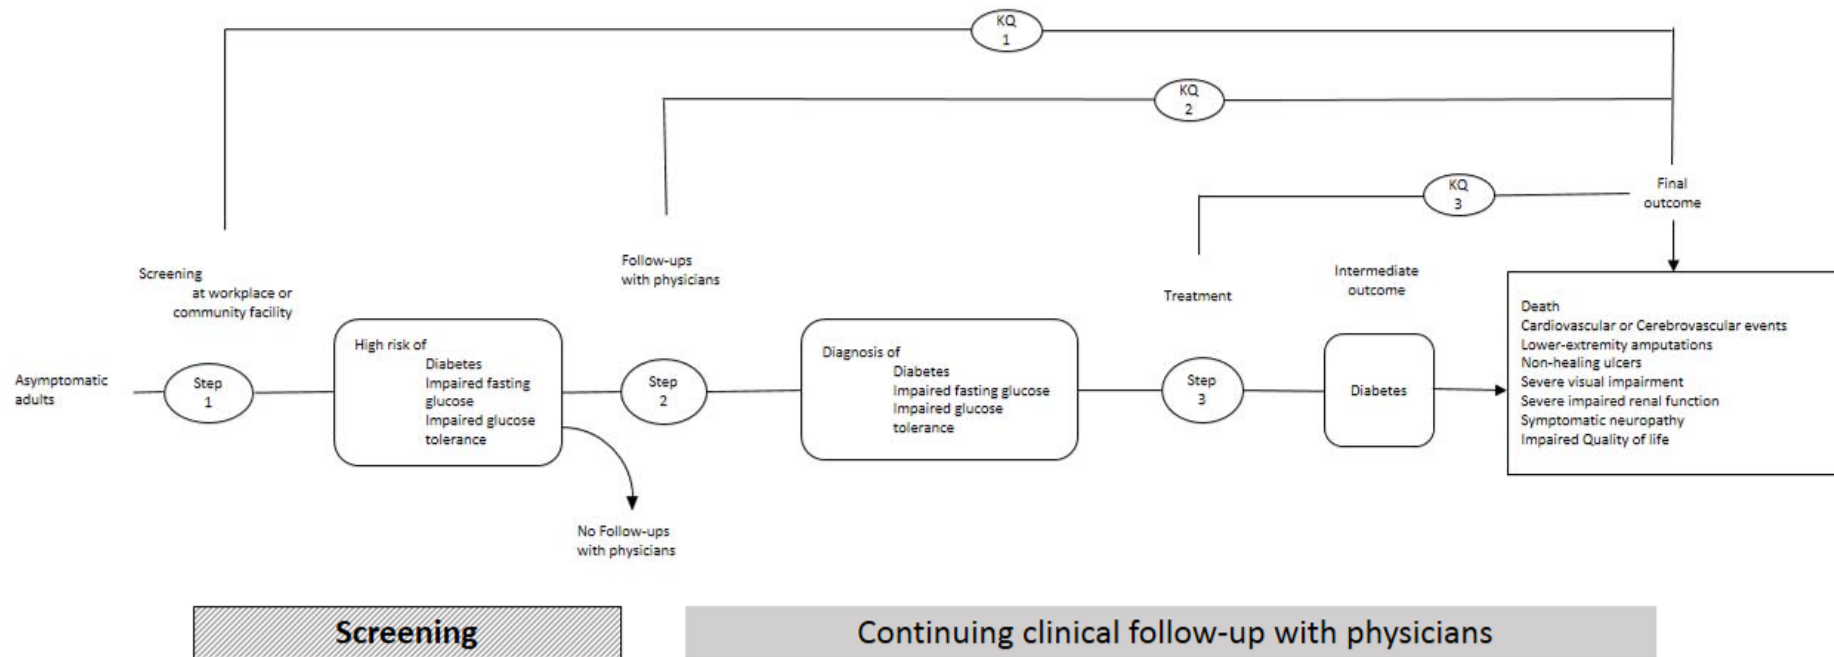 KQ
1
KQ
2
KQ
3
Final
outcome
Screening
at workplace or
community facility
Follow-ups
with physicians
Treatment
Intermediate
outcome
Asymptomatic
adults
Step
1
High risk of
Diabetes
Impaired fasting
glucose
Impaired glucose
tolerance
Step
2
Diagnosis of
Diabetes
Impaired fasting glucose
Impaired glucose
tolerance
Step
3
Diabetes
Death
Cardiovascular or Cerebrovascular events
Lower-extremity amputations
Non-healing ulcers
Severe visual impairment
Severe impaired renal function
Symptomatic neuropathy
Impaired Quality of life
No Follow-ups
with physicians
Screening
Continuing clinical follow-up with physicians